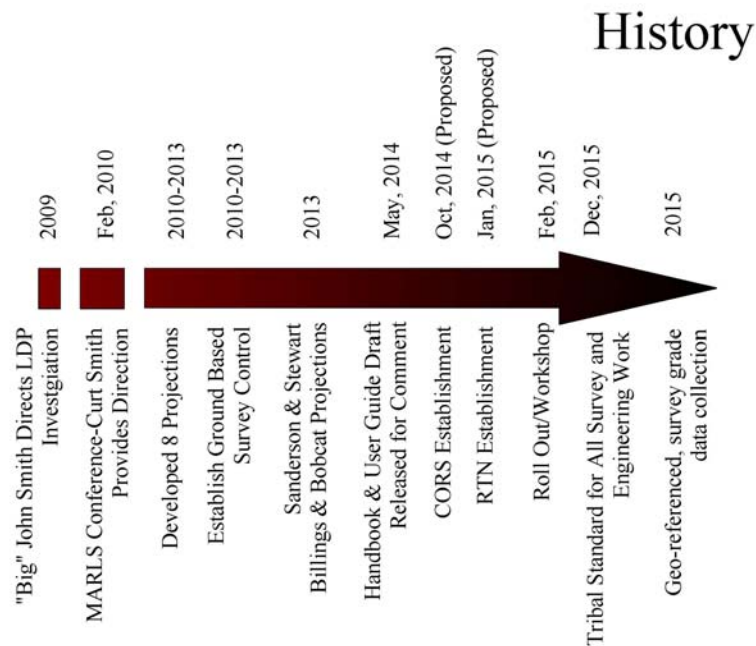 History
2009
"Big" John Smith Directs LDP
Investgiation
Feb, 2010
MARLS Conference-Curt Smith
Provides Direction
2010-2013
Developed 8 Projections
2010-2013
Establish Ground Based
Survey Control
2013
Sanderson & Stewart
Billings & Bobcat Projections
May, 2014
Handbook & User Guide Draft
Released for Comment
Oct, 2014 (Proposed)
CORS Establishment
Jan, 2015 (Proposed)
RTN Establishment
Feb, 2015
Roll Out/Workshop
Dec, 2015
Tribal Standard for All Survey and
Engineering Work
2015
Geo-referenced, survey grade
data collection